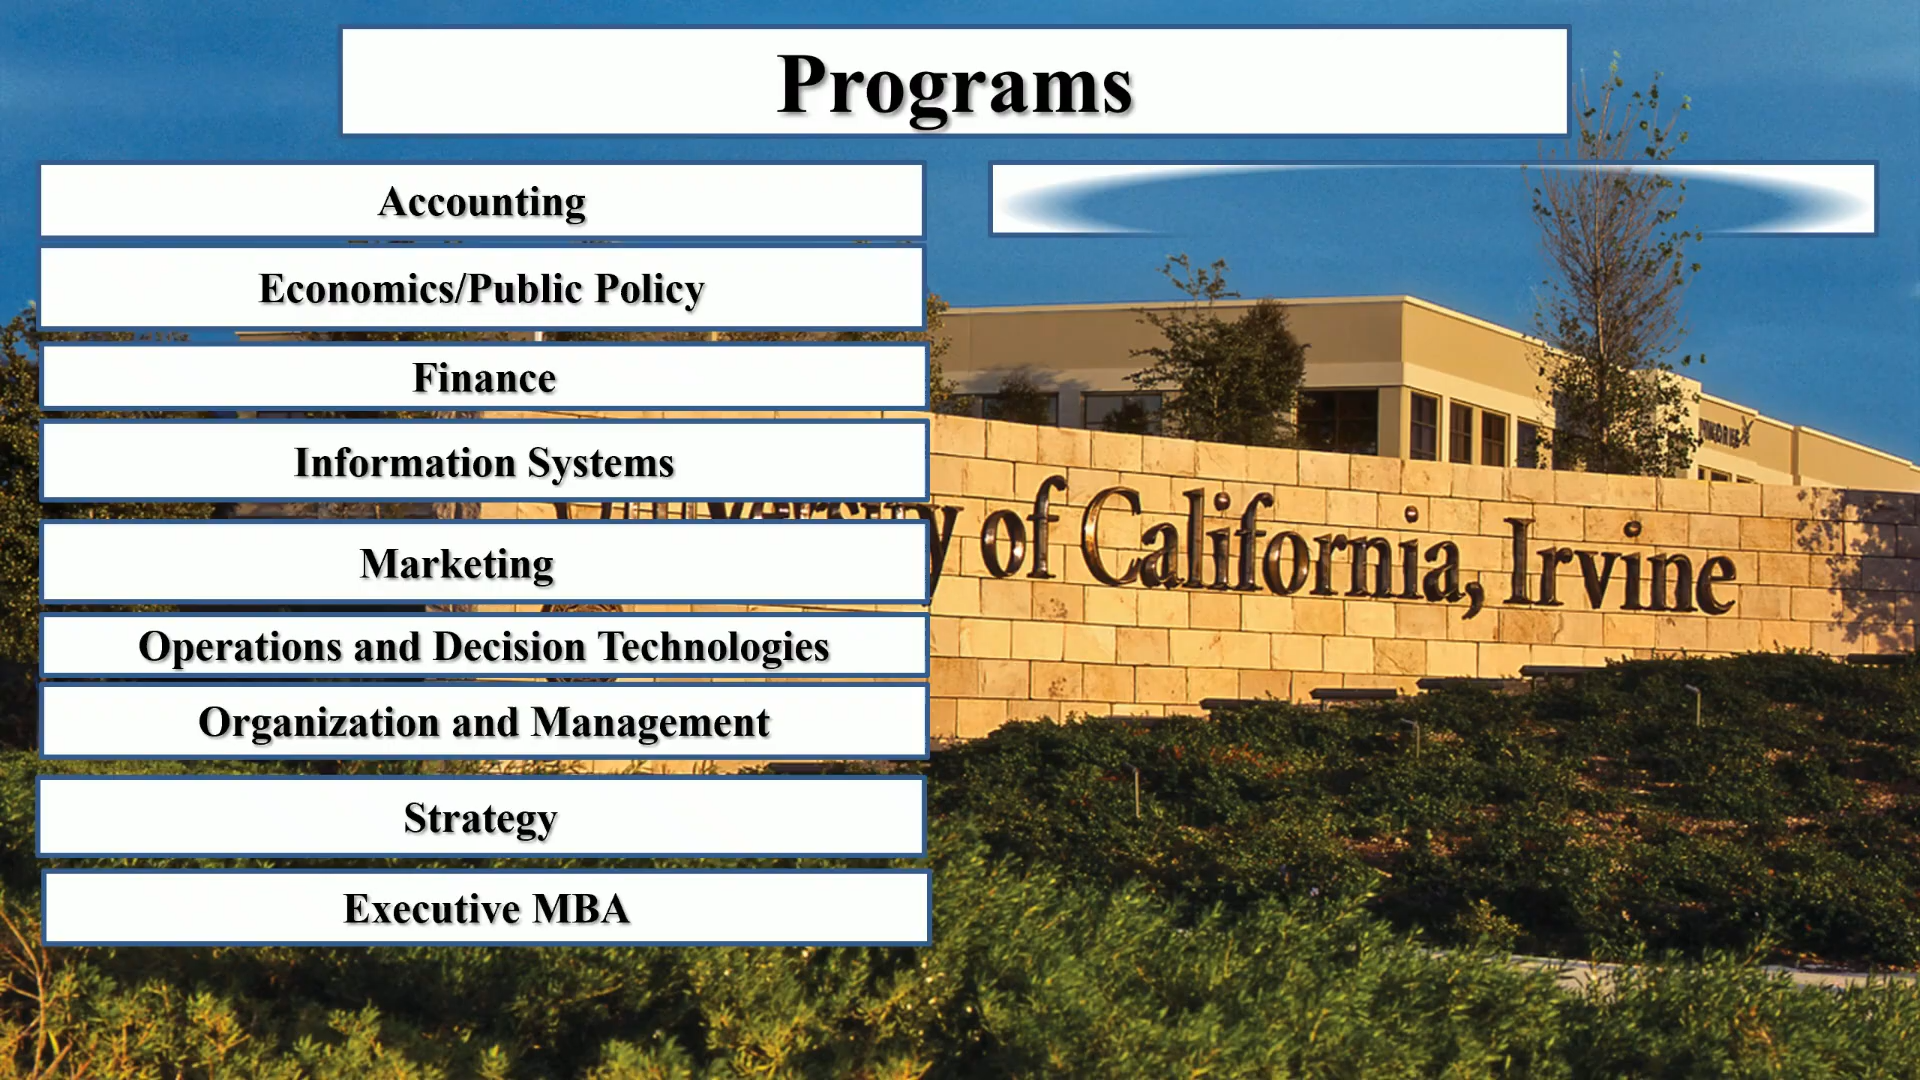 Programs
Accounting
Economics/Public Policy
Finance
Information Systems
Marketing
Operations and Decision Technologies
Organization and Management
Strategy
Executive MBA
of California, Irvine